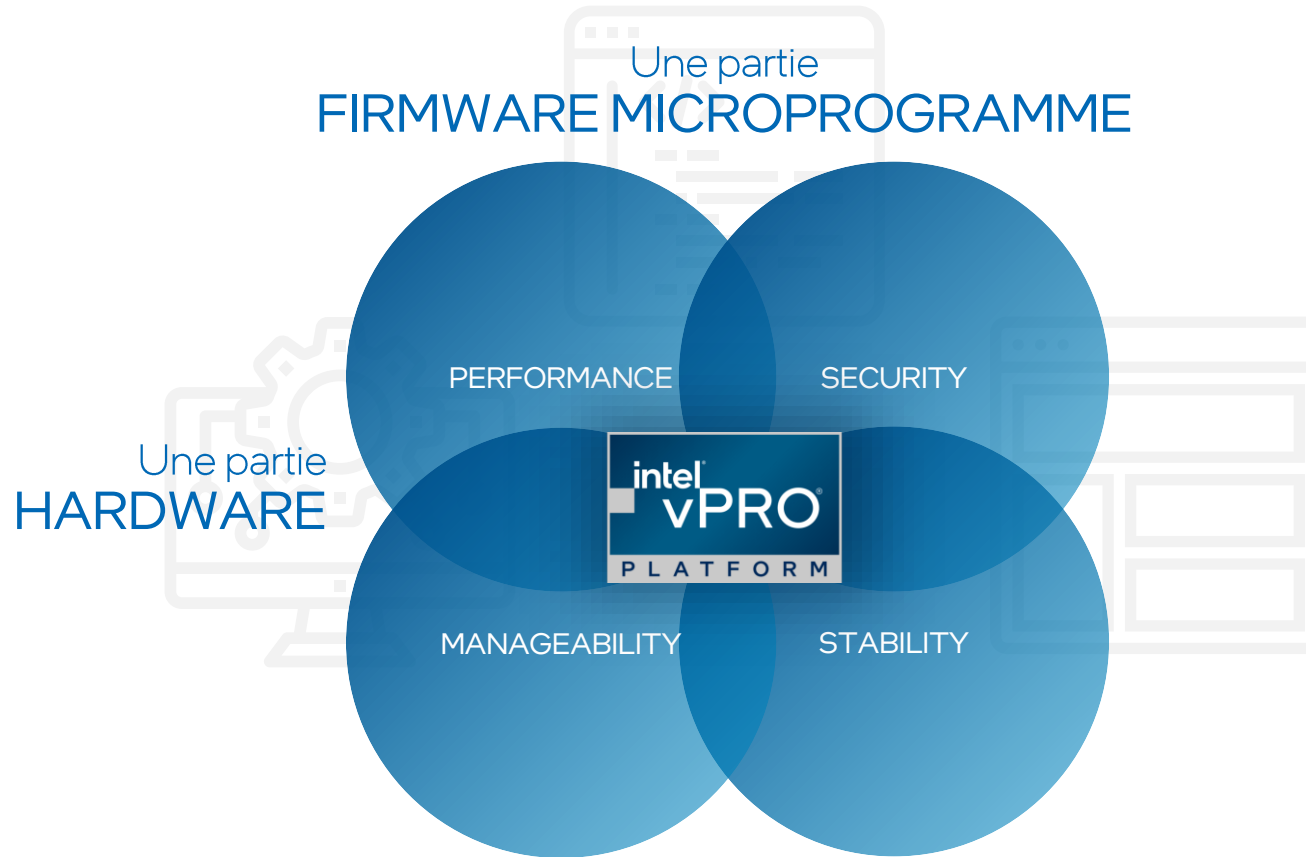 Une partie
FIRMWARE MICROPROGRAMME
PERFORMANCE
SECURITY
Une partie
HARDWARE
intel®
vPRO®
PLATFORM
MANAGEABILITY
STABILITY